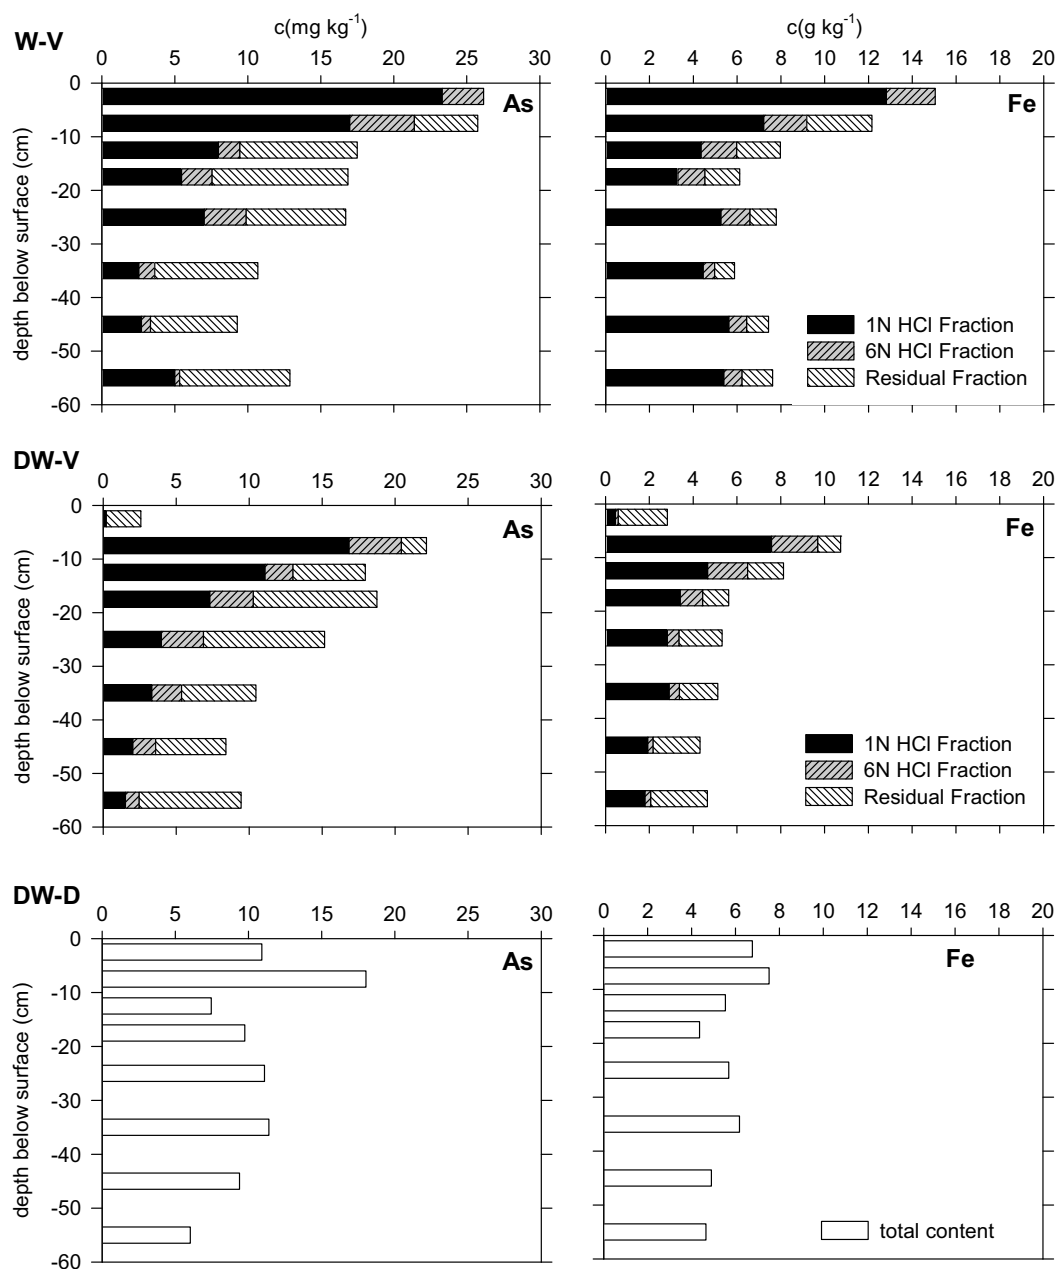 c(mg kg⁻¹) c(g kg⁻¹)
W-V
0 5 10 15 20 25 30 0 2 4 6 8 10 12 14 16 18 20
0
As Fe
-10
-20
depth below surface (cm)
-30
-40
1N HCl Fraction
6N HCl Fraction
-50
Residual Fraction
-60
DW-V
0 5 10 15 20 25 30 0 2 4 6 8 10 12 14 16 18 20
0
As Fe
-10
-20
depth below surface (cm)
-30
-40
1N HCl Fraction
6N HCl Fraction
-50
Residual Fraction
-60
DW-D
0 5 10 15 20 25 30 0 2 4 6 8 10 12 14 16 18 20
0
As Fe
-10
-20
depth below surface (cm)
-30
-40
-50
total content
-60